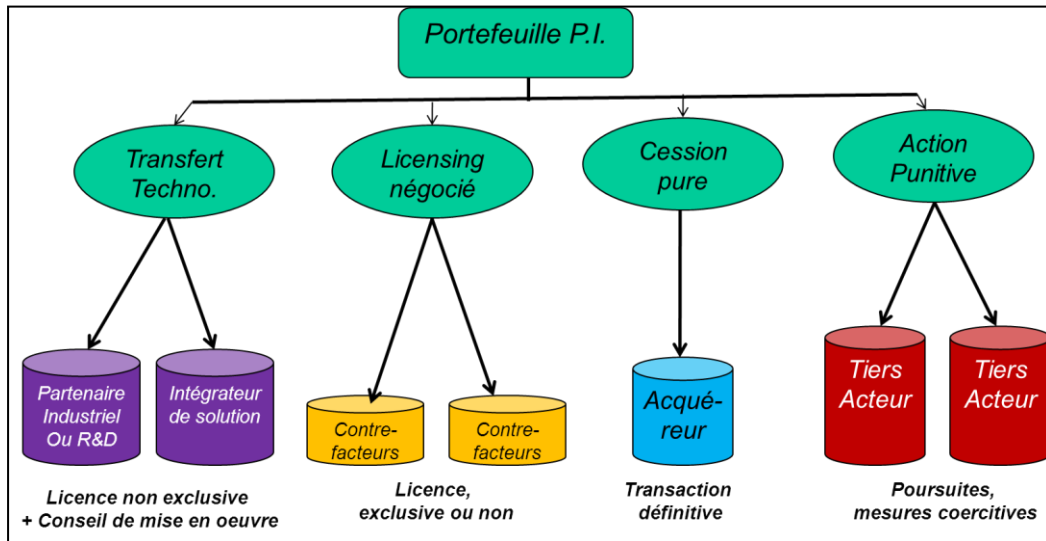 Portefeuille P.I.
Transfert
Techno.
Licensing
négocié
Cession
pure
Action
Punitive
Partenaire
Industriel
Ou R&D
Intégrateur
de solution
Contre-
facteurs
Contre-
facteurs
Acqué-
reur
Tiers
Acteur
Tiers
Acteur
Licence non exclusive
+ Conseil de mise en oeuvre
Licence,
exclusive ou non
Transaction
définitive
Poursuites,
mesures coercitives